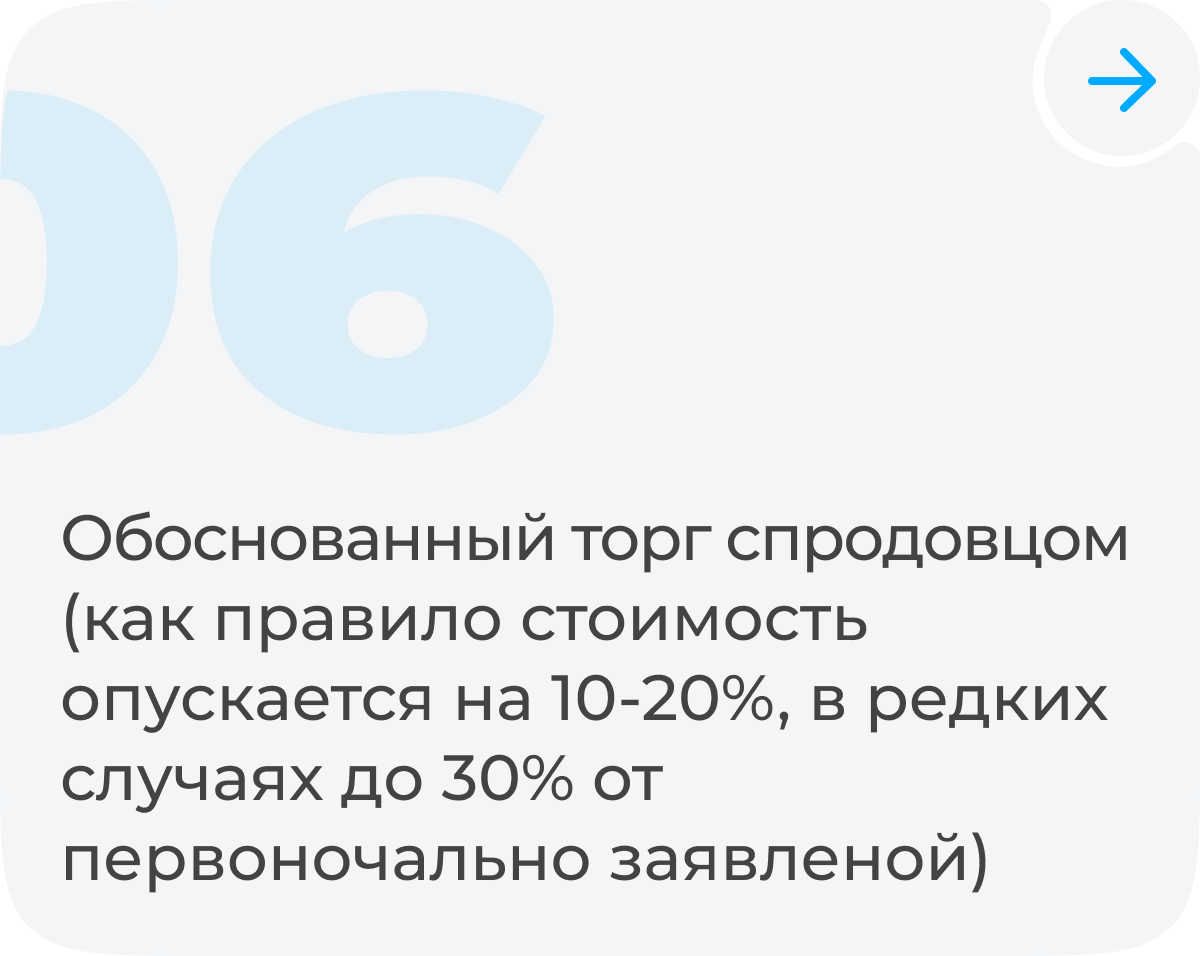 06
Обоснованный торг спродовцом
(как правило стоимость
опускается на 10-20%, в редких
случаях до 30% от
первоночально заявленой)